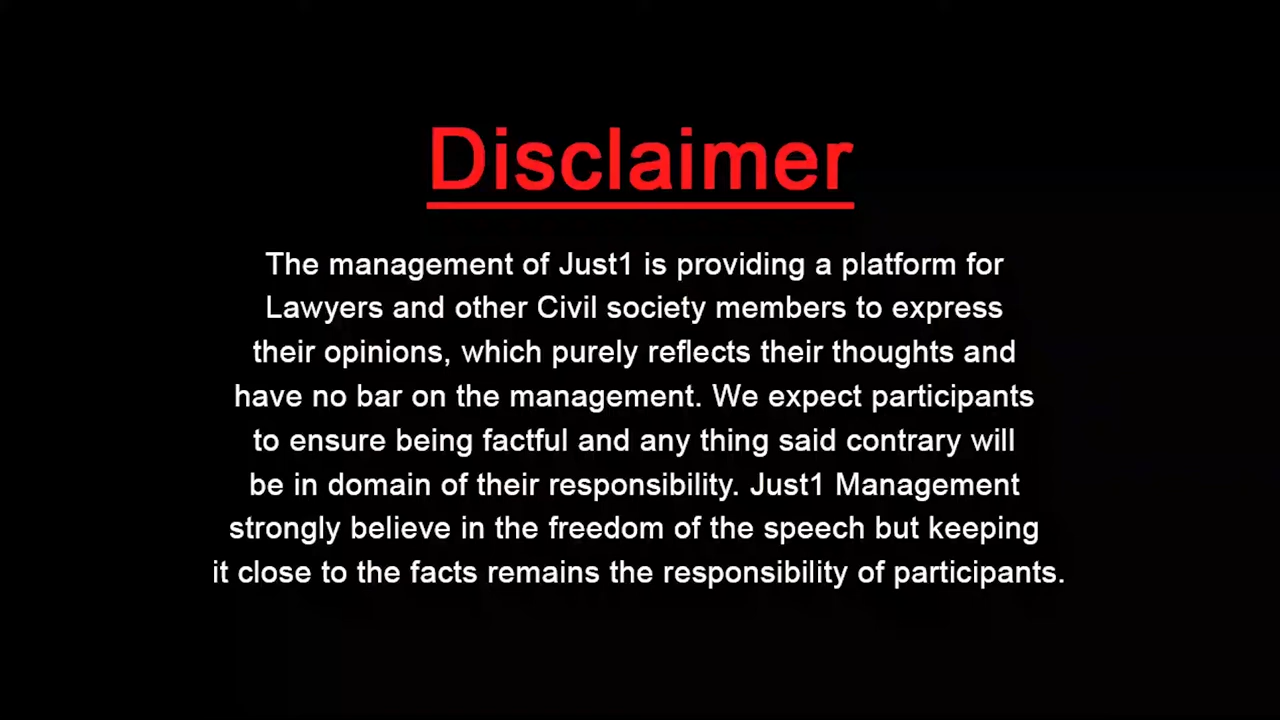 Disclaimer
The management of Just1 is providing a platform for
Lawyers and other Civil society members to express
their opinions, which purely reflects their thoughts and
have no bar on the management. We expect participants
to ensure being factful and any thing said contrary will
be in domain of their responsibility. Just1 Management
strongly believe in the freedom of the speech but keeping
it close to the facts remains the responsibility of participants.